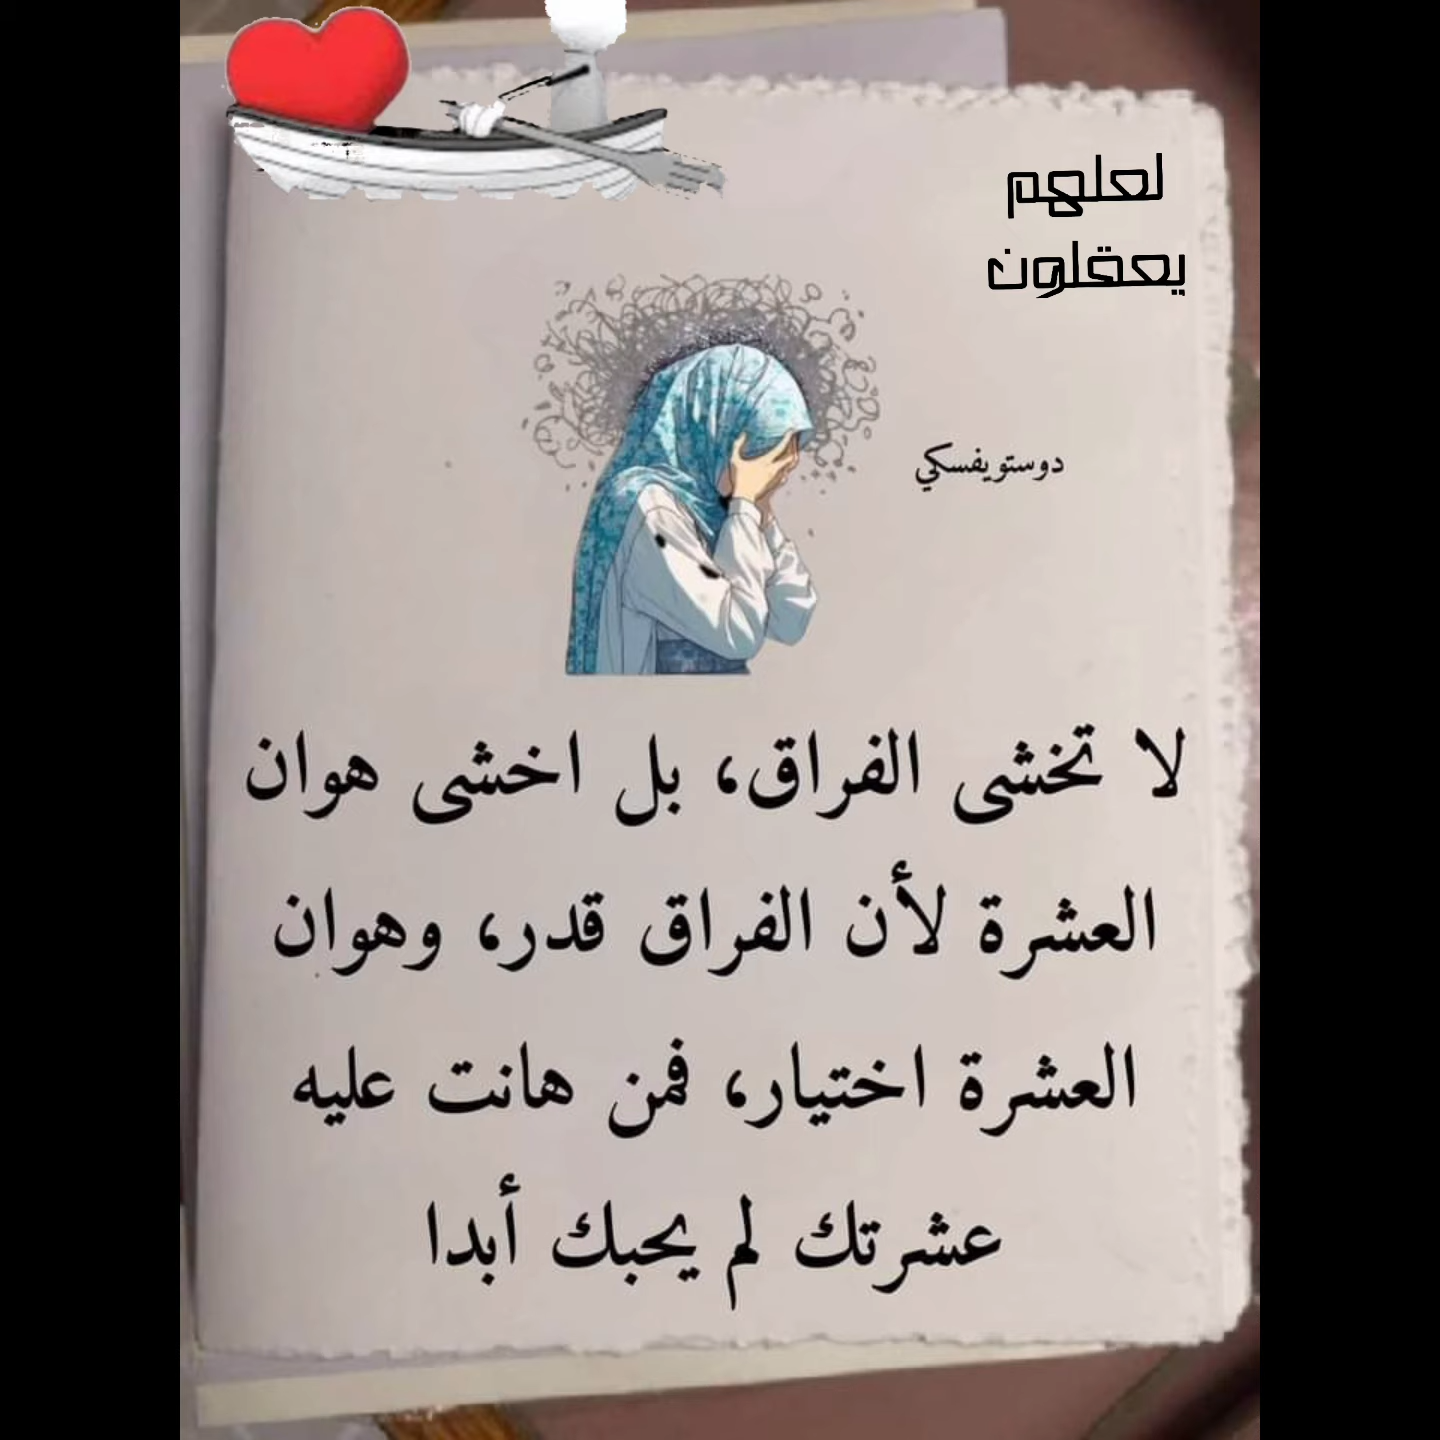 لعلهم
يعقلون
دوستويفسكي
لا تخشى الفراق، بل اخشى هوان
العشرة لأن الفراق قدر، وهوان
العشرة اختيار، فمن هانت عليه
عشرتك لم يحبك أبدا